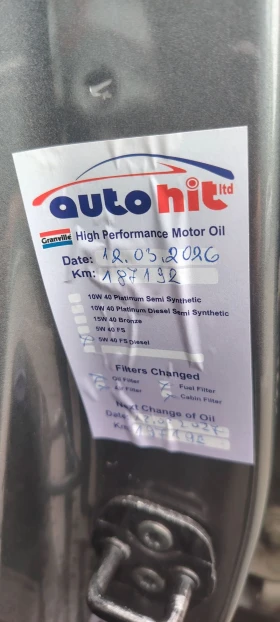 autohit ltd
Granville High Performance Motor Oil
Date: 12.03.2026
Km: 187192
10W 40 Platinum Semi Synthetic
10W 40 Platinum Diesel Semi Synthetic
15W 40 Bronze
5W 40 FS
5W 40 FS Diesel
Filters Changed
Oil Filter Fuel Filter
Air Filter Cabin Filter
Next Change of Oil
Date:
Km: 197192